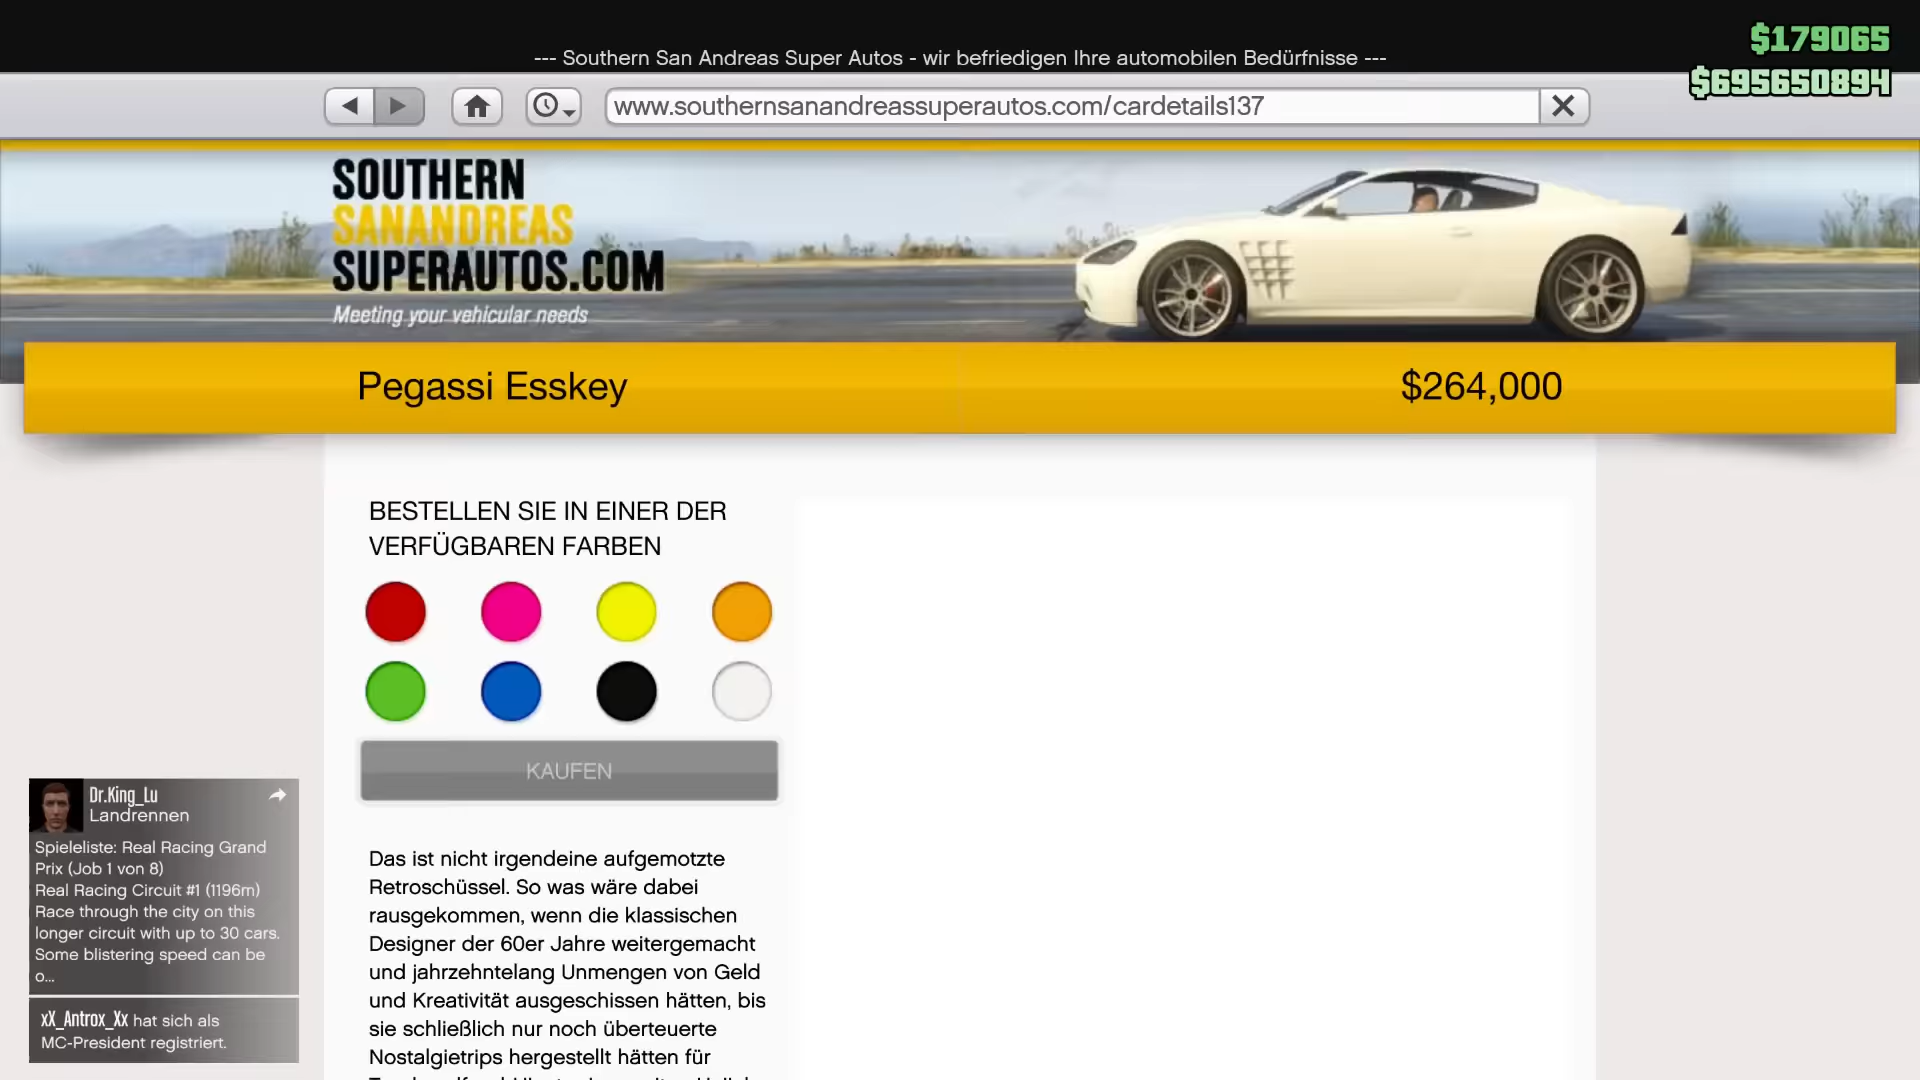 $179065
--- Southern San Andreas Super Autos - wir befriedigen Ihre automobilen Bedürfnisse ---
$695650894
www.southernsanandreassuperautos.com/cardetails137
SOUTHERN
SANANDREAS
SUPERAUTOS.COM
Meeting your vehicular needs
Pegassi Esskey
$264,000
BESTELLEN SIE IN EINER DER
VERFÜGBAREN FARBEN
KAUFEN
Das ist nicht irgendeine aufgemotzte
Retroschüssel. So was wäre dabei
rausgekommen, wenn die klassischen
Designer der 60er Jahre weitergemacht
und jahrzehntelang Unmengen von Geld
und Kreativität ausgeschissen hätten, bis
sie schließlich nur noch überteuerte
Nostalgietrips hergestellt hätten für
Dr.King_Lu
Landrennen
Spieleliste: Real Racing Grand
Prix (Job 1 von 8)
Real Racing Circuit #1 (1196m)
Race through the city on this
longer circuit with up to 30 cars.
Some blistering speed can be
o...
xX_Antrox_Xx hat sich als
MC-President registriert.